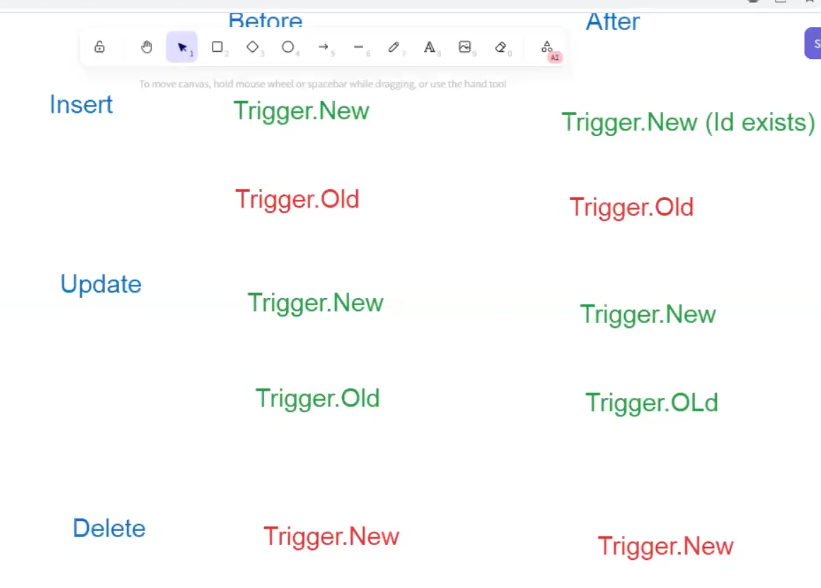 Before After
To move canvas, hold mouse wheel or spacebar while dragging, or use the hand tool
Insert Trigger.New Trigger.New (Id exists)
Trigger.Old Trigger.Old
Update Trigger.New Trigger.New
Trigger.Old Trigger.OLd
Delete Trigger.New Trigger.New